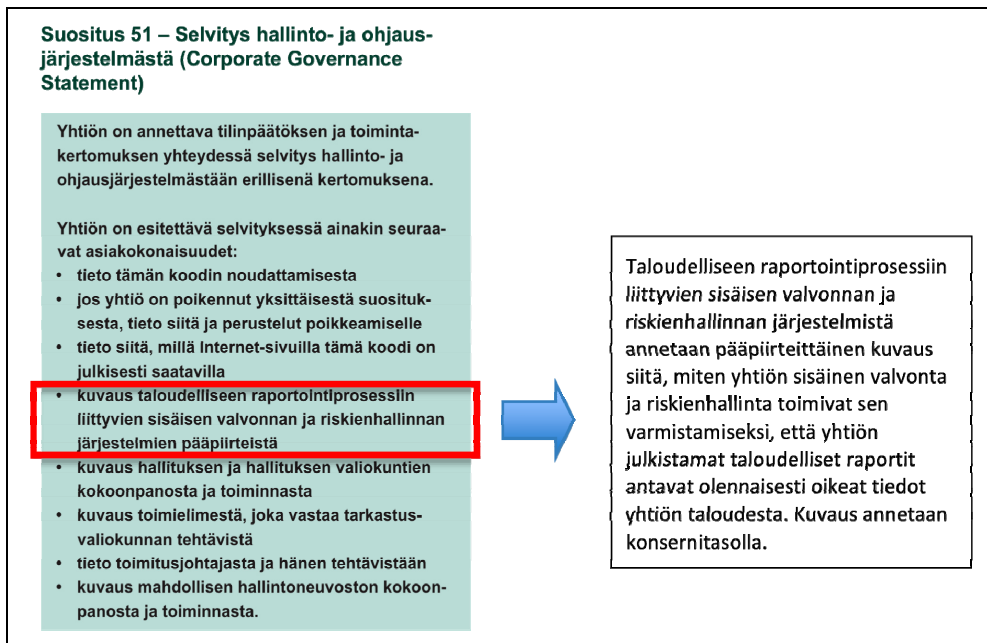 Suositus 51 – Selvitys hallinto- ja ohjaus-
järjestelmästä (Corporate Governance
Statement)
Yhtiön on annettava tilinpäätöksen ja toiminta-
kertomuksen yhteydessä selvitys hallinto- ja
ohjausjärjestelmästään erillisenä kertomuksena.
Yhtiön on esitettävä selvityksessä ainakin seuraa-
vat asiakokonaisuudet:
• tieto tämän koodin noudattamisesta
• jos yhtiö on poikennut yksittäisestä suosituk-
sesta, tieto siitä ja perustelut poikkeamiselle
• tieto siitä, millä Internet-sivuilla tämä koodi on
julkisesti saatavilla
• kuvaus taloudelliseen raportointiprosessiin
liittyvien sisäisen valvonnan ja riskienhallinnan
järjestelmien pääpiirteistä
• kuvaus hallituksen ja hallituksen valiokuntien
kokoonpanosta ja toiminnasta
• kuvaus toimielimestä, joka vastaa tarkastus-
valiokunnan tehtävistä
• tieto toimitusjohtajasta ja hänen tehtävistään
• kuvaus mahdollisen hallintoneuvoston kokoon-
panosta ja toiminnasta.
Taloudelliseen raportointiprosessiin
liittyvien sisäisen valvonnan ja
riskienhallinnan järjestelmistä
annetaan pääpiirteittäinen kuvaus
siitä, miten yhtiön sisäinen valvonta
ja riskienhallinta toimivat sen
varmistamiseksi, että yhtiön
julkistamat taloudelliset raportit
antavat olennaisesti oikeat tiedot
yhtiön taloudesta. Kuvaus annetaan
konsernitasolla.